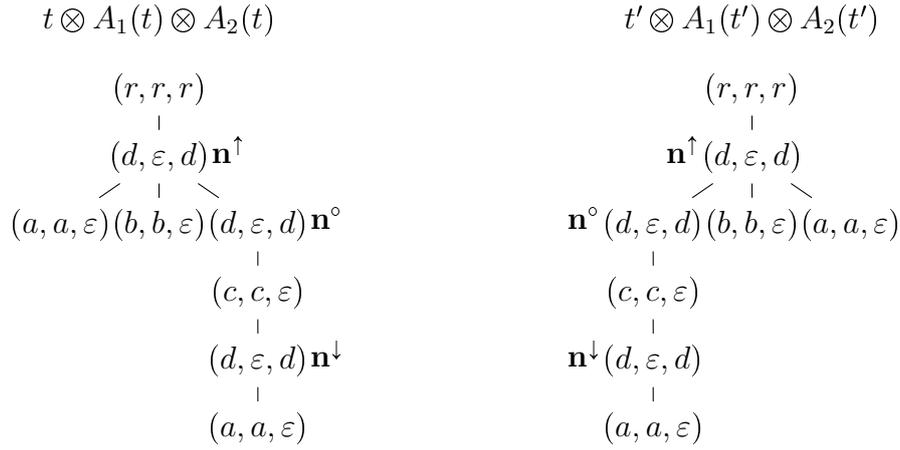 t ⊗ A₁(t) ⊗ A₂(t) t′ ⊗ A₁(t′) ⊗ A₂(t′)
(r, r, r) (r, r, r)
(d, ε, d)n↑ n↑(d, ε, d)
(a, a, ε)(b, b, ε)(d, ε, d)n° n°(d, ε, d)(b, b, ε)(a, a, ε)
(c, c, ε) (c, c, ε)
(d, ε, d)n↓ n↓(d, ε, d)
(a, a, ε) (a, a, ε)